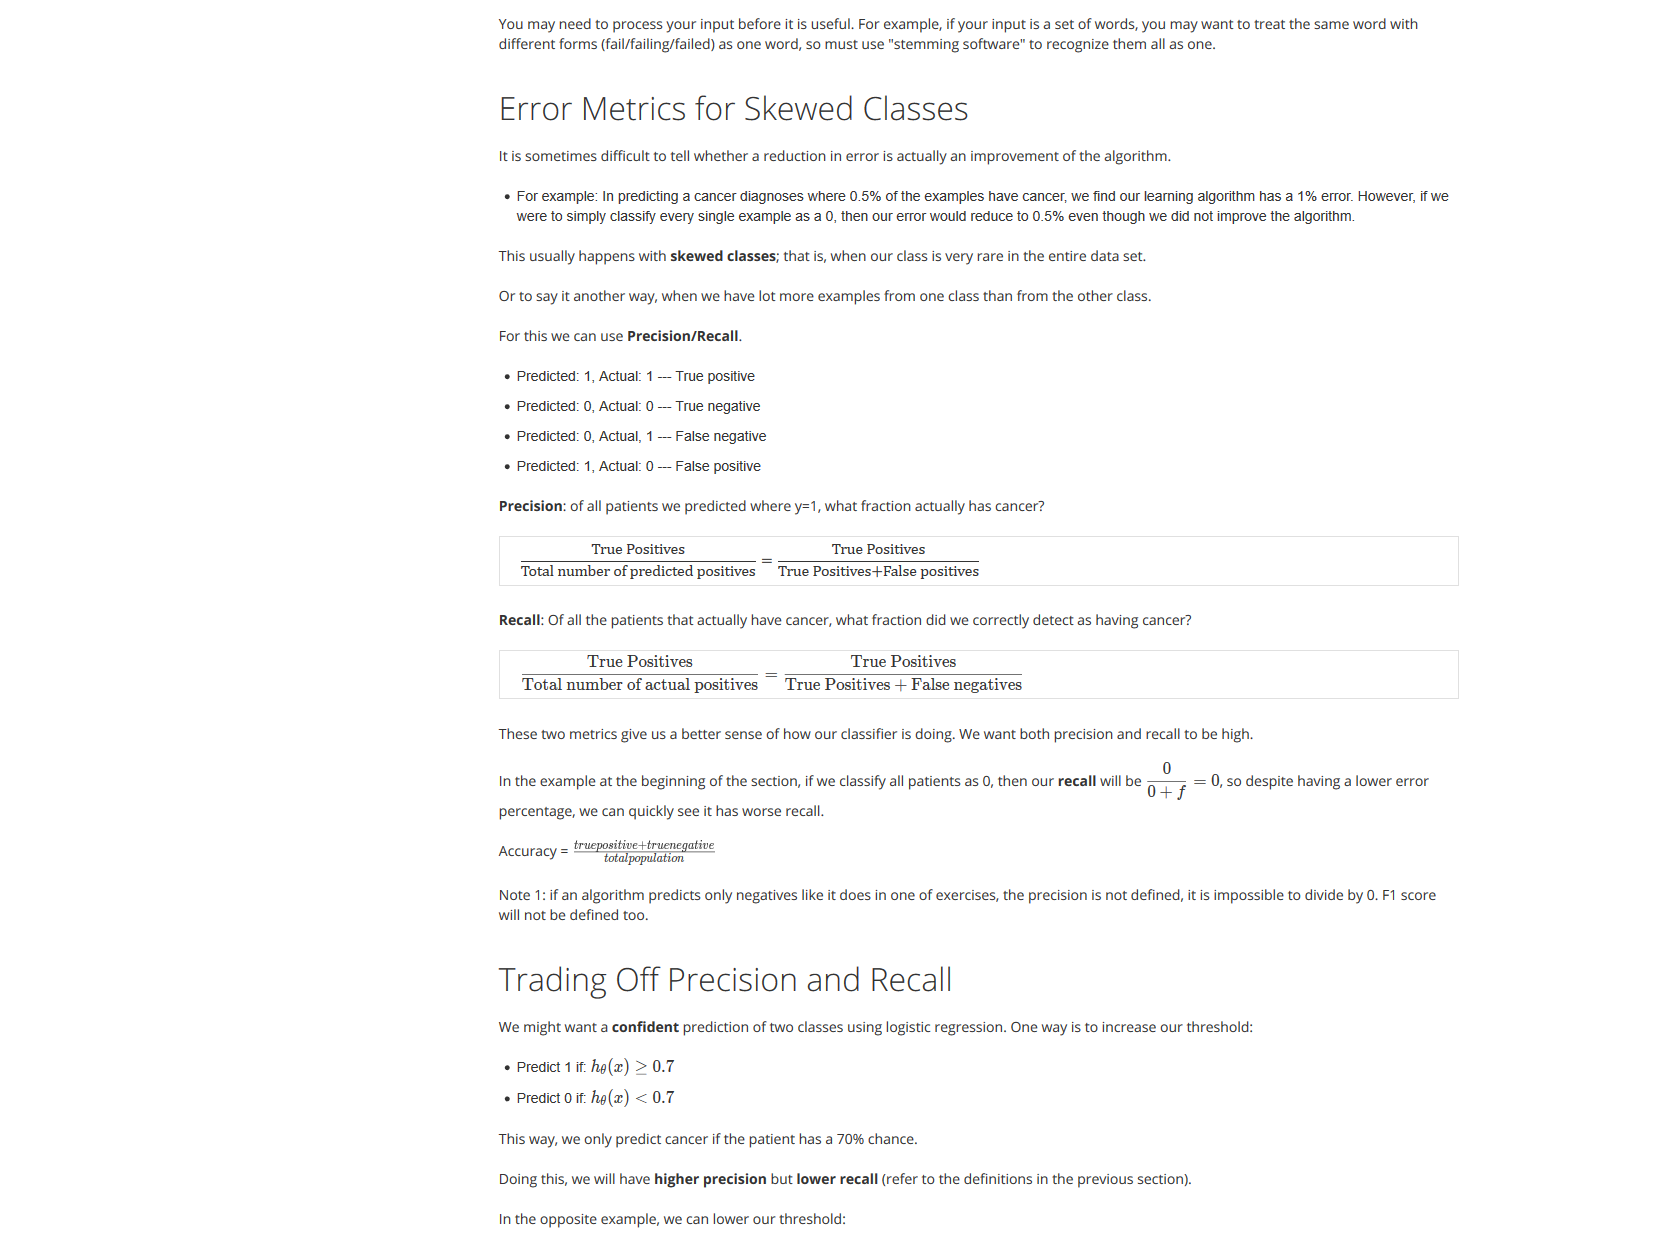 You may need to process your input before it is useful. For example, if your input is a set of words, you may want to treat the same word with
different forms (fail/failing/failed) as one word, so must use "stemming software" to recognize them all as one.
Error Metrics for Skewed Classes
It is sometimes difficult to tell whether a reduction in error is actually an improvement of the algorithm.
• For example: In predicting a cancer diagnoses where 0.5% of the examples have cancer, we find our learning algorithm has a 1% error. However, if we
were to simply classify every single example as a 0, then our error would reduce to 0.5% even though we did not improve the algorithm.
This usually happens with skewed classes; that is, when our class is very rare in the entire data set.
Or to say it another way, when we have lot more examples from one class than from the other class.
For this we can use Precision/Recall.
• Predicted: 1, Actual: 1 --- True positive
• Predicted: 0, Actual: 0 --- True negative
• Predicted: 0, Actual, 1 --- False negative
• Predicted: 1, Actual: 0 --- False positive
Precision: of all patients we predicted where y=1, what fraction actually has cancer?
True Positives / Total number of predicted positives = True Positives / True Positives+False positives
Recall: Of all the patients that actually have cancer, what fraction did we correctly detect as having cancer?
True Positives / Total number of actual positives = True Positives / True Positives + False negatives
These two metrics give us a better sense of how our classifier is doing. We want both precision and recall to be high.
In the example at the beginning of the section, if we classify all patients as 0, then our recall will be 0 / 0 + f = 0, so despite having a lower error
percentage, we can quickly see it has worse recall.
Accuracy = truepositive+truenegative / totalpopulation
Note 1: if an algorithm predicts only negatives like it does in one of exercises, the precision is not defined, it is impossible to divide by 0. F1 score
will not be defined too.
Trading Off Precision and Recall
We might want a confident prediction of two classes using logistic regression. One way is to increase our threshold:
• Predict 1 if: hθ(x) ≥ 0.7
• Predict 0 if: hθ(x) < 0.7
This way, we only predict cancer if the patient has a 70% chance.
Doing this, we will have higher precision but lower recall (refer to the definitions in the previous section).
In the opposite example, we can lower our threshold: